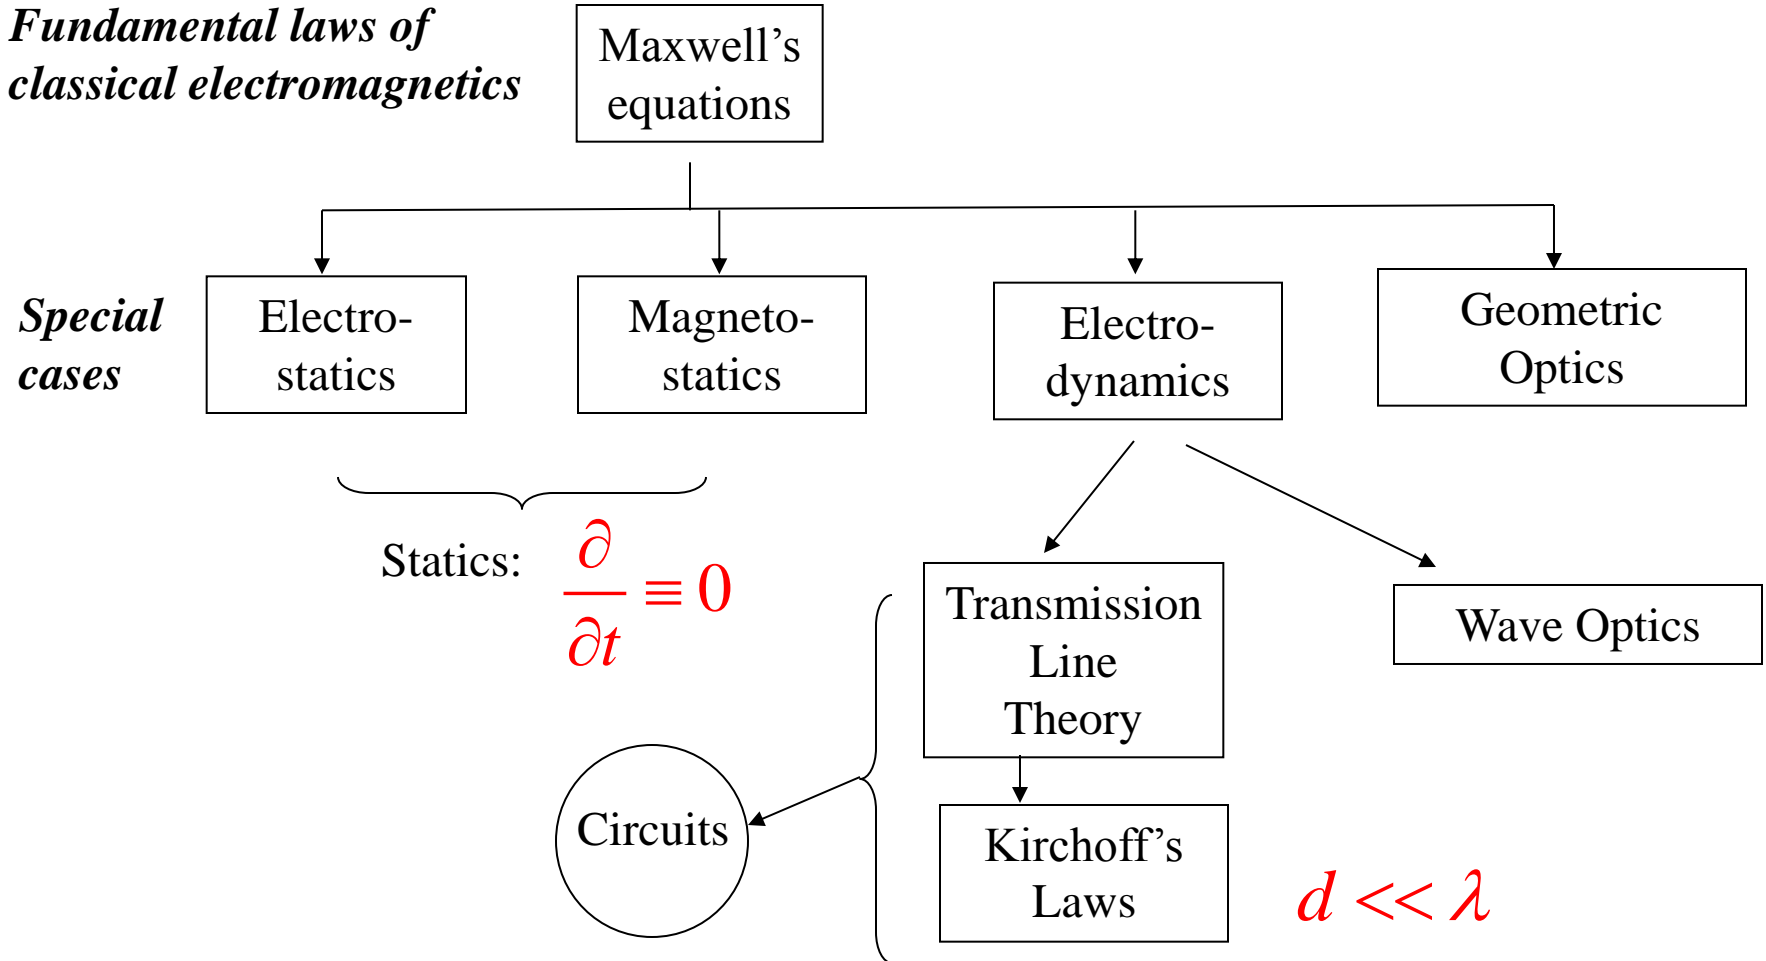 Fundamental laws of
classical electromagnetics
Maxwell’s
equations
Special
cases
Electro-
statics
Magneto-
statics
Electro-
dynamics
Geometric
Optics
Statics:
∂/∂t ≡ 0
Transmission
Line
Theory
Wave Optics
Circuits
Kirchoff’s
Laws
d << λ